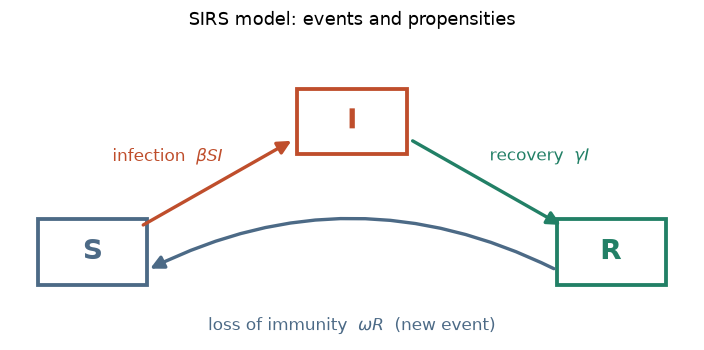 SIRS model: events and propensities
I
infection βSI
recovery γI
S
R
loss of immunity ωR (new event)